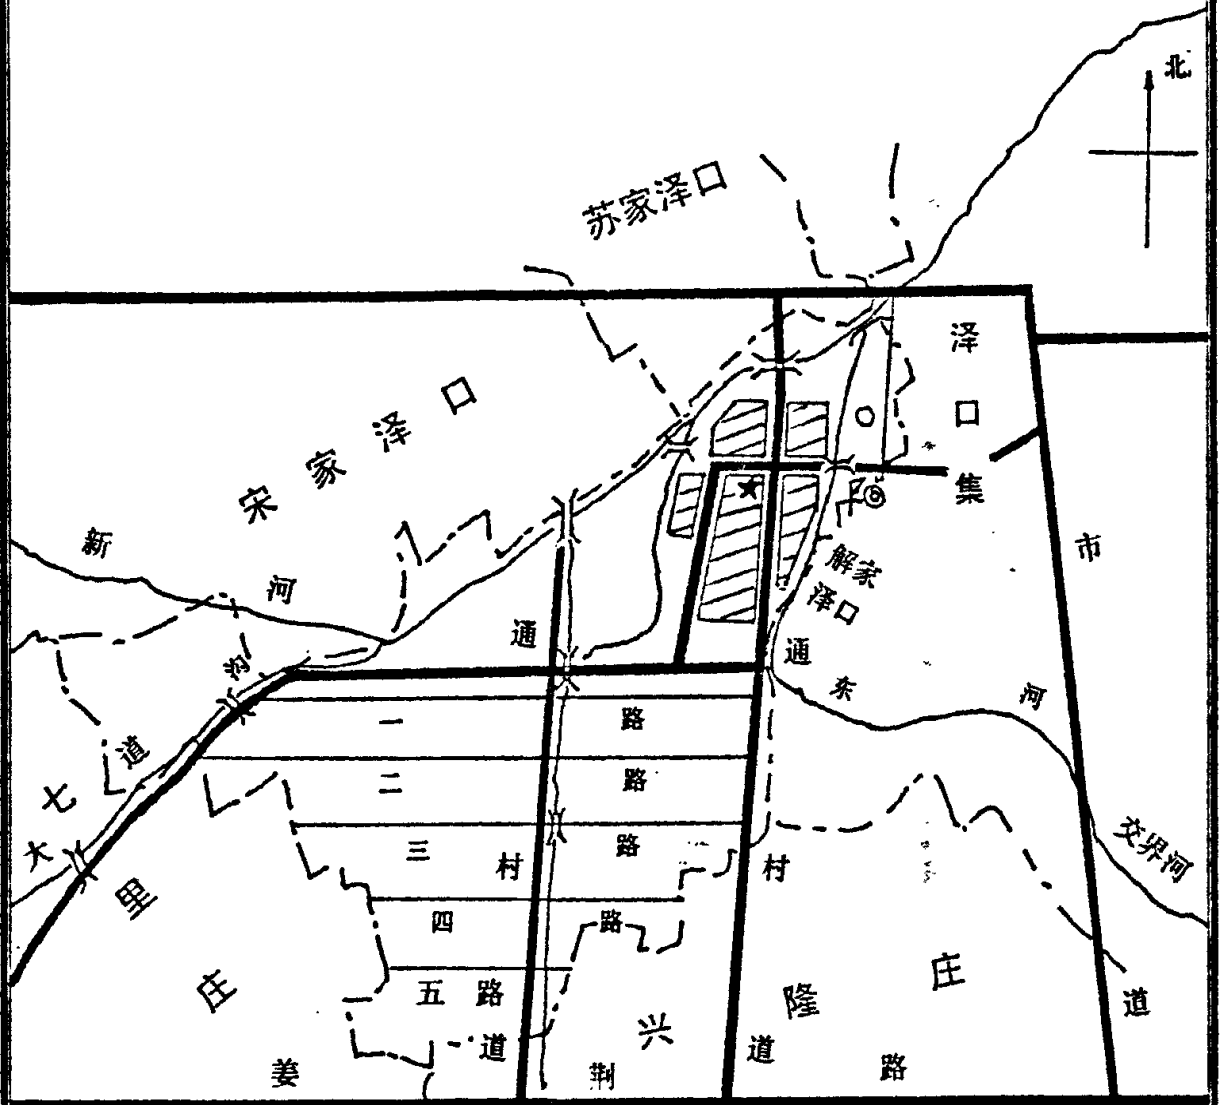 北
苏家泽口
泽口集
宋家泽口
新河
解家
泽口
通村道
通村道
市道
东河
大七道沟
一路
二路
三路
四路
五路
交界河
七里庄
兴隆庄
姜
荆
路